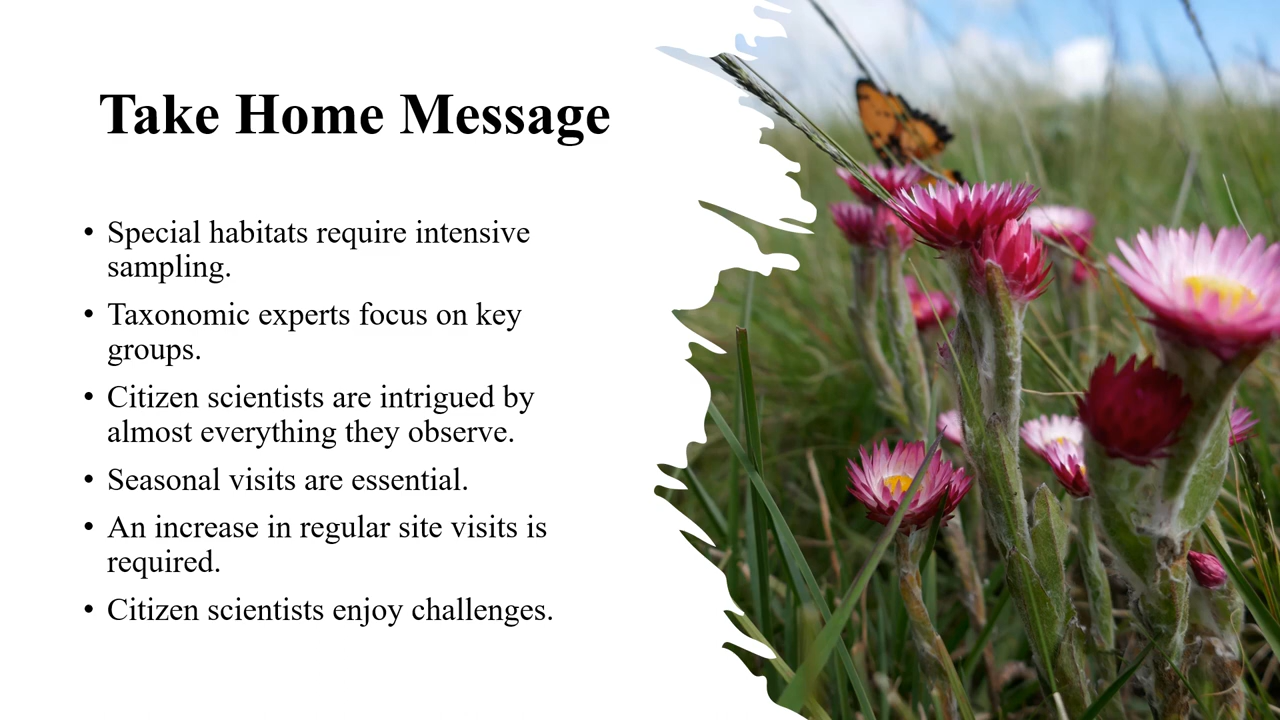 Take Home Message
• Special habitats require intensive
sampling.
• Taxonomic experts focus on key
groups.
• Citizen scientists are intrigued by
almost everything they observe.
• Seasonal visits are essential.
• An increase in regular site visits is
required.
• Citizen scientists enjoy challenges.